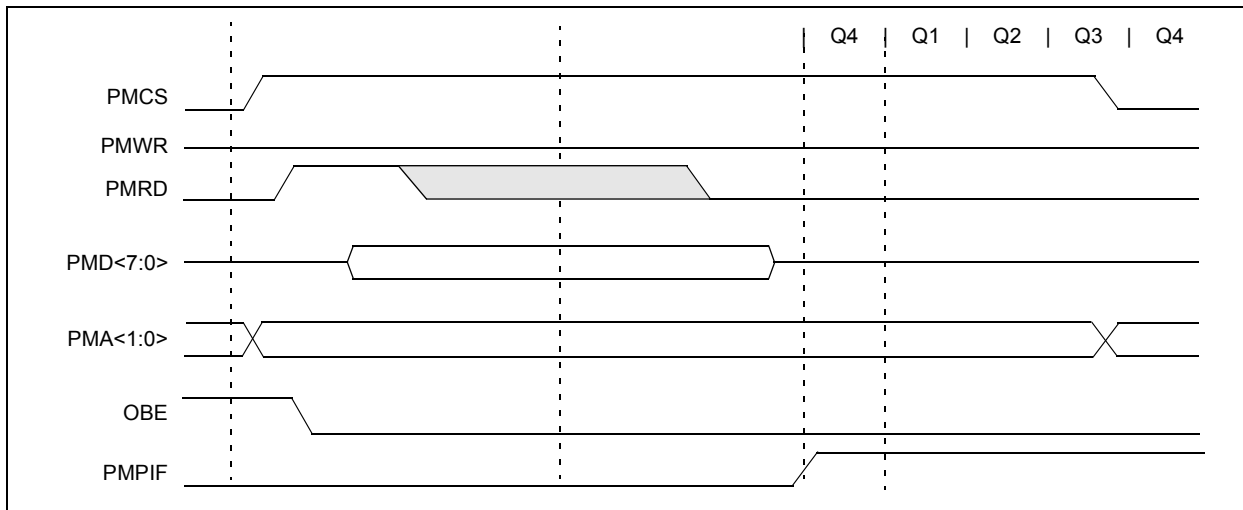 | Q4 | Q1 | Q2 | Q3 | Q4
PMCS
PMWR
PMRD
PMD<7:0>
PMA<1:0>
OBE
PMPIF